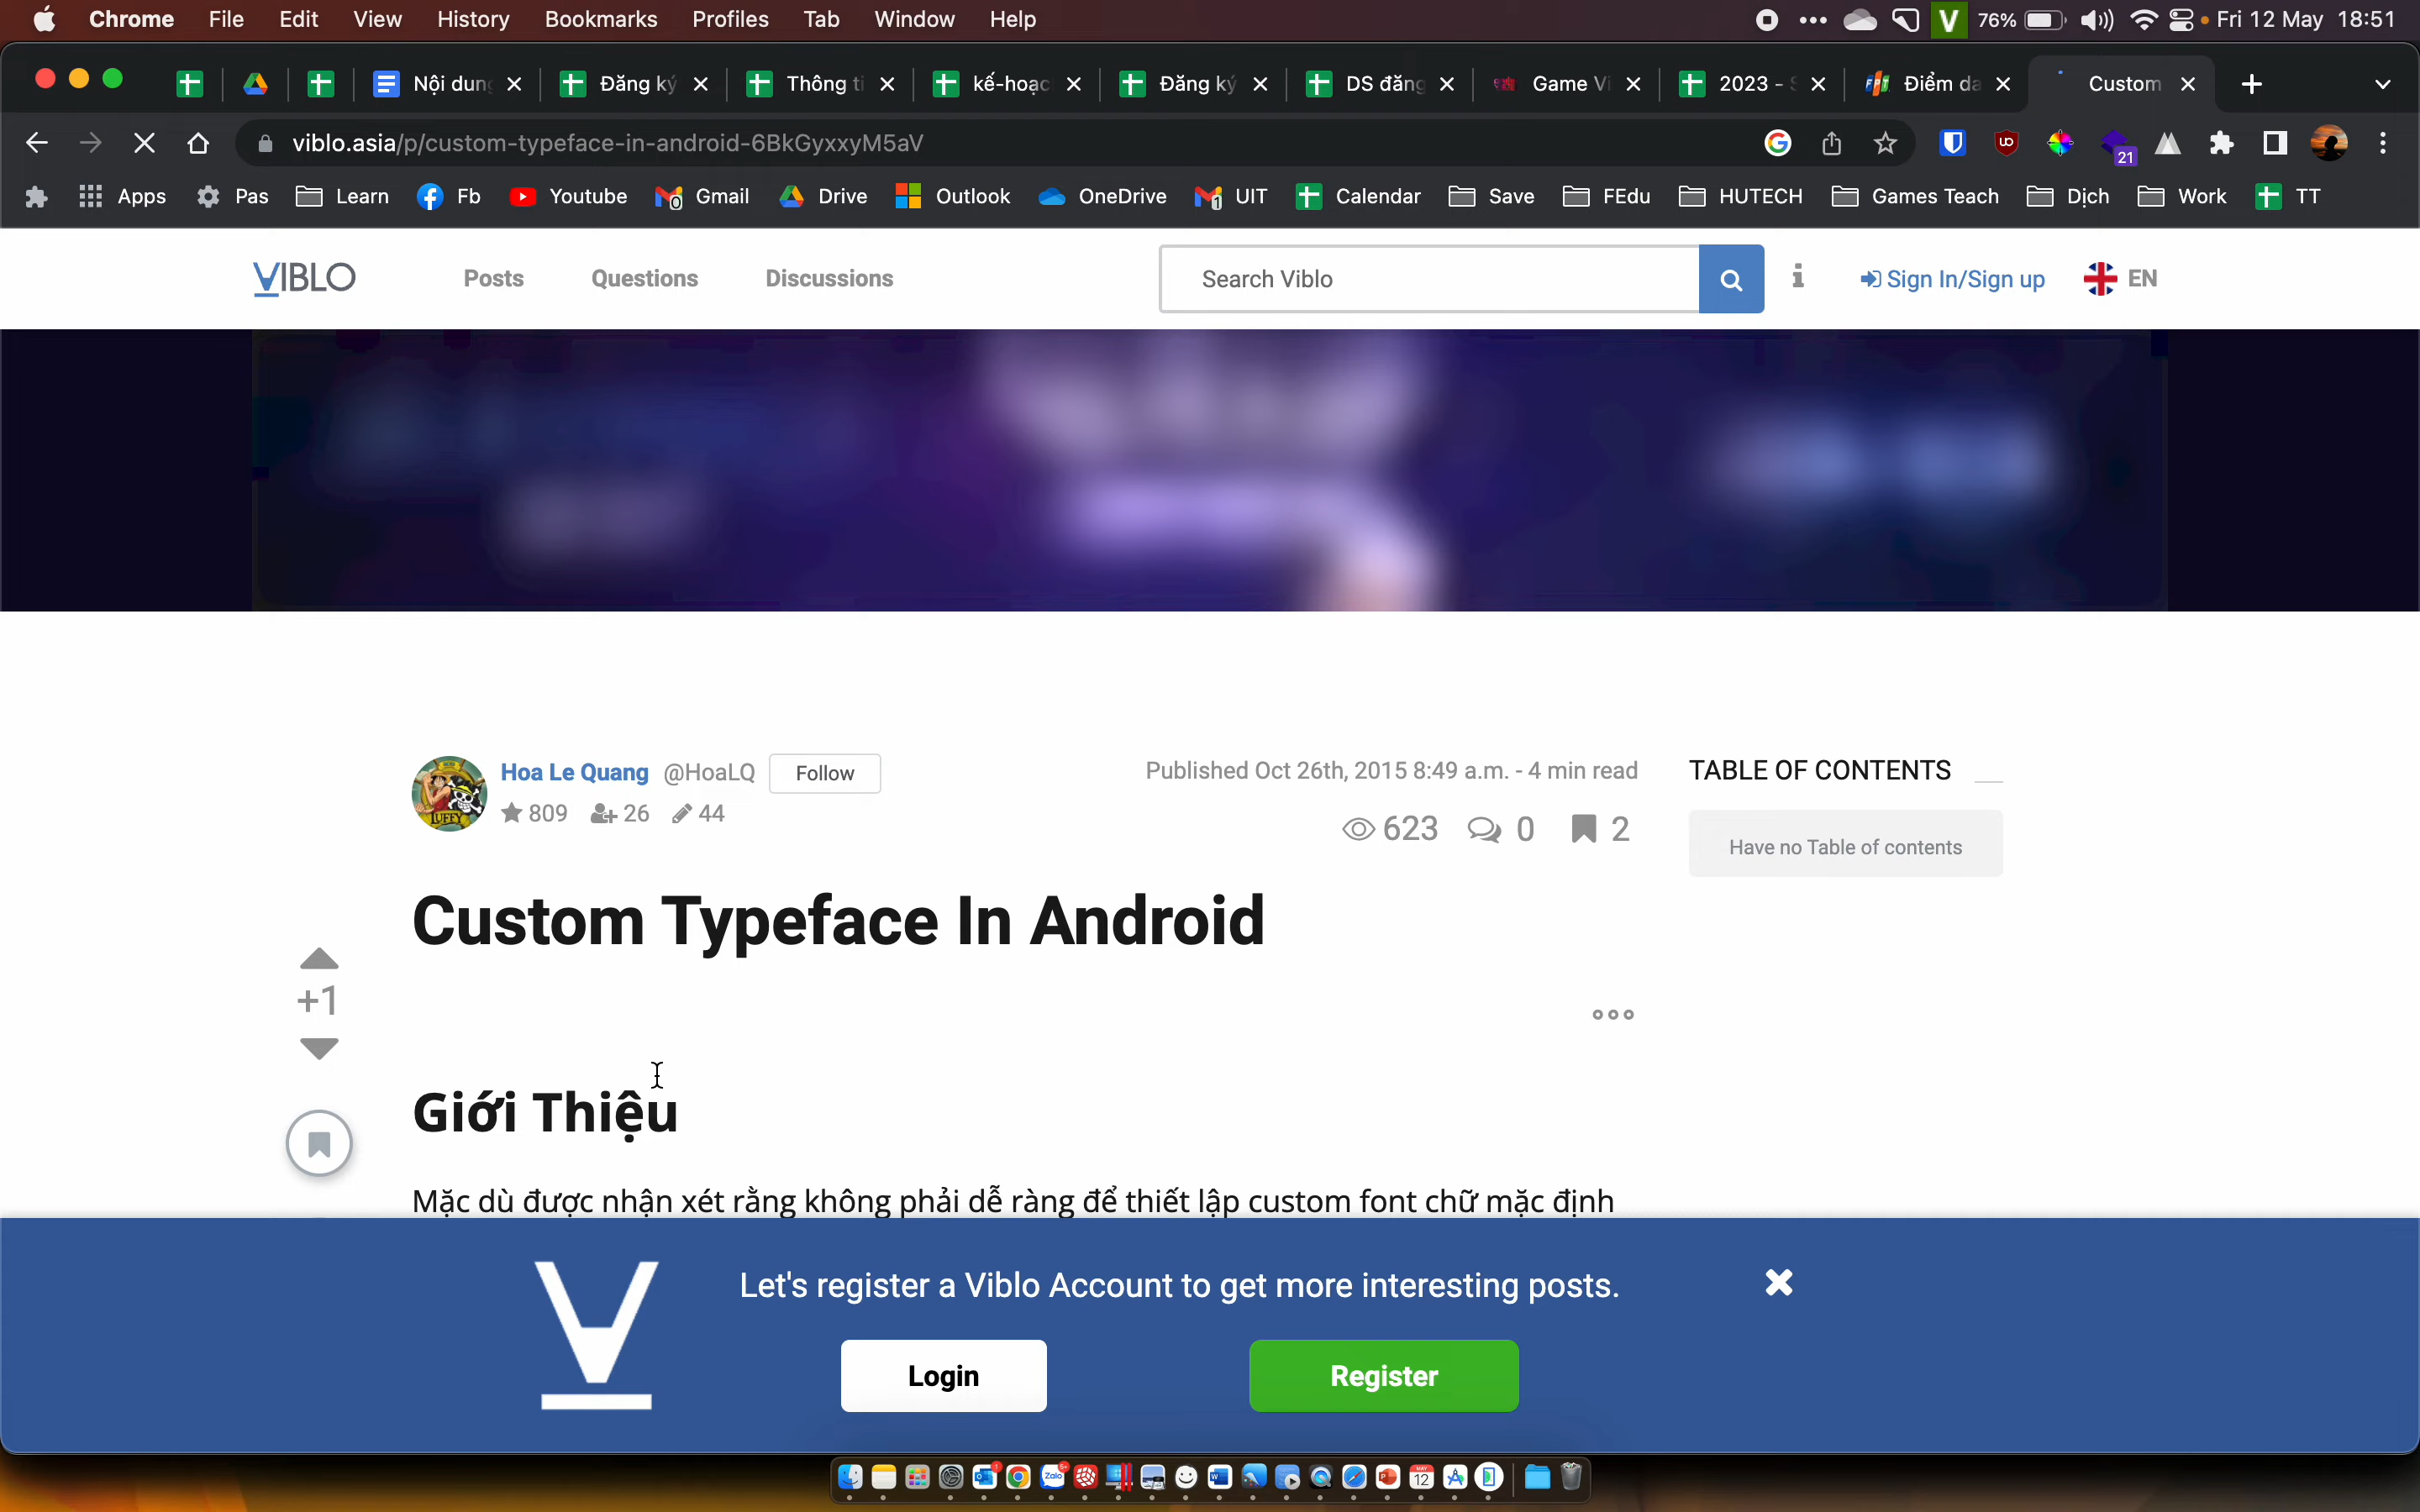 Chrome File Edit View History Bookmarks Profiles Tab Window Help V 76% Fri 12 May 18:51
Nội dun Đăng ký Thông ti kế-hoạc Đăng ký DS đăng Game Vi 2023 - S Điểm da Custom
viblo.asia/p/custom-typeface-in-android-6BkGyxxyM5aV 21
Apps Pas Learn Fb Youtube Gmail Drive Outlook OneDrive UIT Calendar Save FEdu HUTECH Games Teach Dịch Work TT
VIBLO Posts Questions Discussions Search Viblo i Sign In/Sign up EN
Hoa Le Quang @HoaLQ Follow Published Oct 26th, 2015 8:49 a.m. - 4 min read TABLE OF CONTENTS
809 26 44 623 0 2 Have no Table of contents
Custom Typeface In Android
+1
Giới Thiệu
Mặc dù được nhận xét rằng không phải dễ ràng để thiết lập custom font chữ mặc định
Let's register a Viblo Account to get more interesting posts.
Login Register